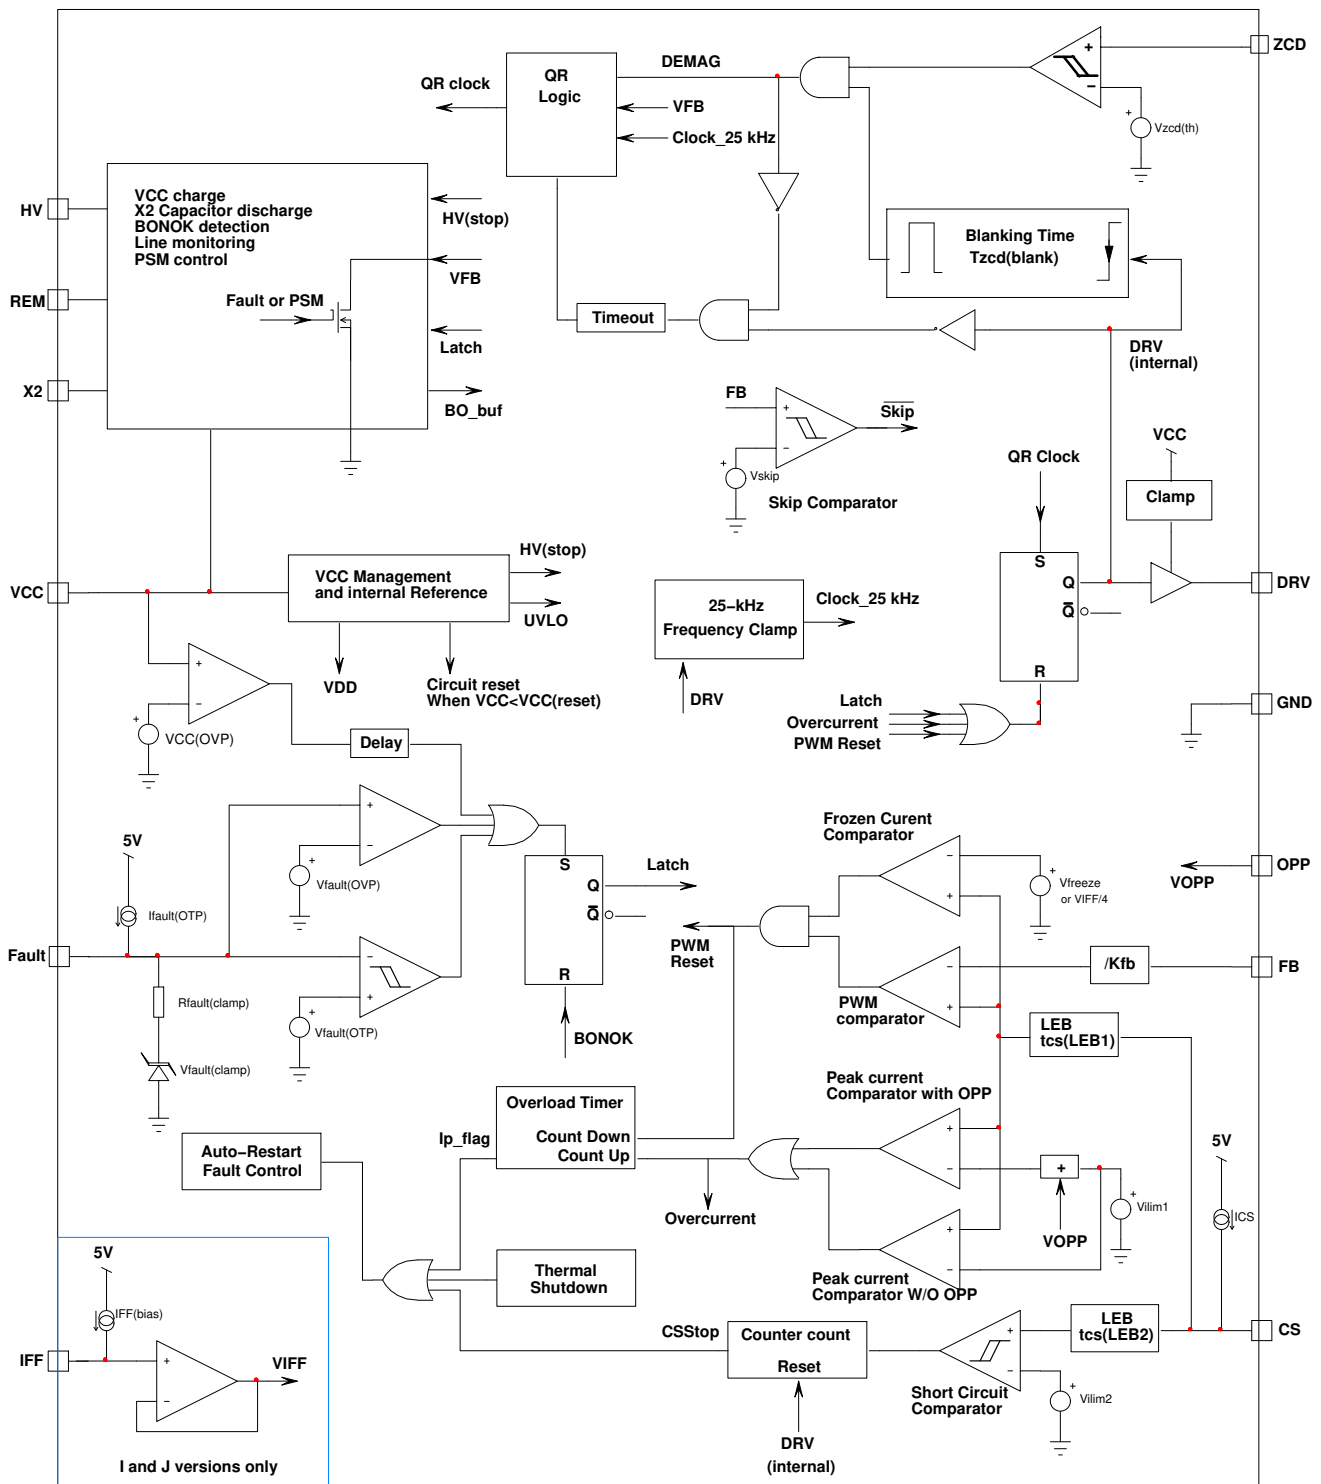 ZCD
DEMAG
QR
Logic
QR clock
VFB
Clock_25 kHz
+
−
+
Vzcd(th)
HV
REM
X2
VCC charge
X2 Capacitor discharge
BONOK detection
Line monitoring
PSM control
Fault or PSM
HV(stop)
VFB
Latch
BO_buf
Blanking Time
Tzcd(blank)
Timeout
DRV
(internal)
FB
+
−
+
Vskip
Skip
Skip Comparator
VCC
Clamp
QR Clock
S
Q
Q
R
DRV
GND
VCC
VCC Management
and internal Reference
HV(stop)
UVLO
VDD
Circuit reset
When VCC<VCC(reset)
25−kHz
Frequency Clamp
Clock_25 kHz
DRV
Latch
Overcurrent
PWM Reset
+
−
+
VCC(OVP)
Delay
5V
Ifault(OTP)
Fault
Rfault(clamp)
Vfault(clamp)
+
−
+
Vfault(OVP)
−
+
+
Vfault(OTP)
S
Q
Q
R
Latch
BONOK
Frozen Curent
Comparator
−
+
+
Vfreeze
or VIFF/4
VOPP
OPP
PWM
Reset
PWM
comparator
−
+
/Kfb
FB
LEB
tcs(LEB1)
Peak current
Comparator with OPP
+
−
+
+
Vilim1
VOPP
5V
ICS
+
−
Peak current
Comparator W/O OPP
Overload Timer
Count Down
Count Up
Ip_flag
Overcurrent
Auto−Restart
Fault Control
Thermal
Shutdown
CSStop
Counter count
Reset
DRV
(internal)
+
−
Short Circuit
Comparator
LEB
tcs(LEB2)
+
Vilim2
CS
5V
IFF(bias)
IFF
+
−
VIFF
I and J versions only